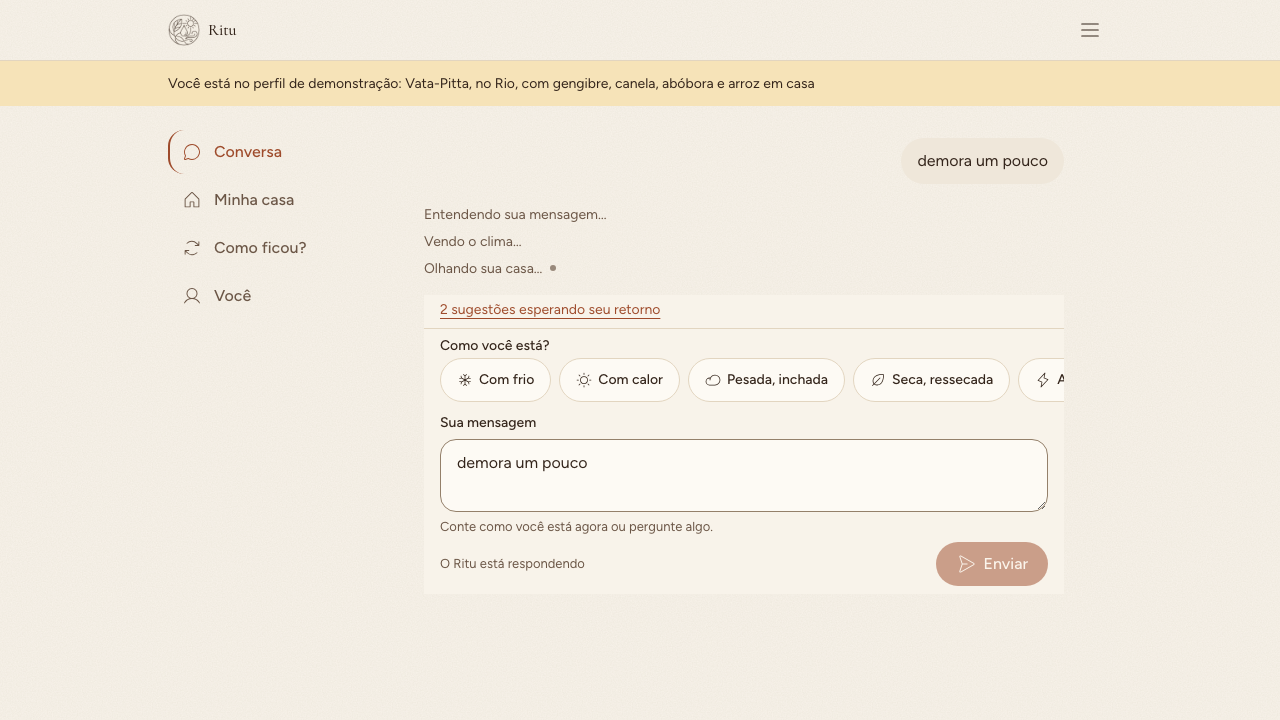 Ritu
Você está no perfil de demonstração: Vata-Pitta, no Rio, com gengibre, canela, abóbora e arroz em casa
Conversa
Minha casa
Como ficou?
Você
demora um pouco
Entendendo sua mensagem...
Vendo o clima...
Olhando sua casa...
2 sugestões esperando seu retorno
Como você está?
Com frio
Com calor
Pesada, inchada
Seca, ressecada
Sua mensagem
demora um pouco
Conte como você está agora ou pergunte algo.
O Ritu está respondendo
Enviar